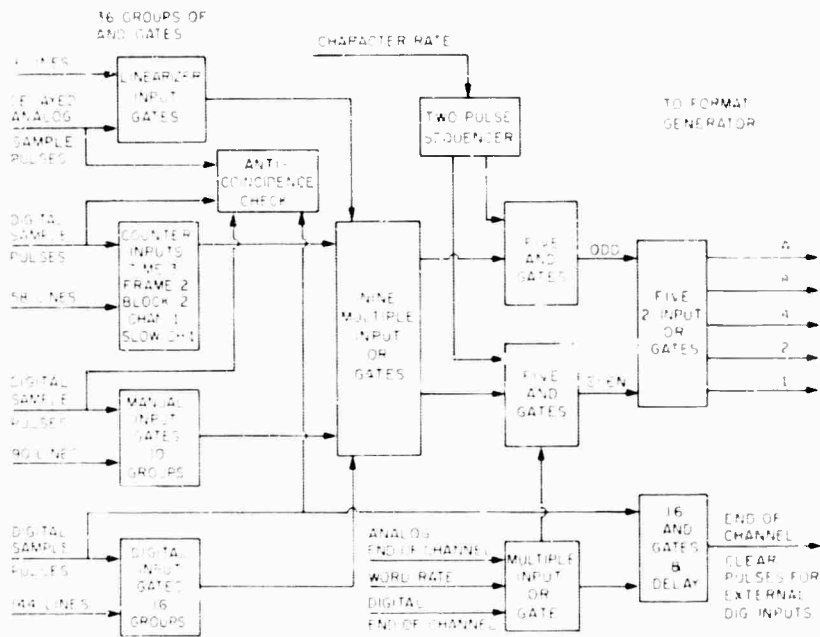 36 GROUPS OF
AND GATES
LINES
DELAYED
ANALOG
SAMPLE
PULSES
LINEARIZER
INPUT
GATES
CHARACTER RATE
TWO PULSE
SEQUENCER
TO FORMAT
GENERATOR
ANTI-
COINCIDENCE
CHECK
DIGITAL
SAMPLE
PULSES
58 LINES
COUNTER
INPUTS
TIME 7
FRAME 2
BLOCK 2
CHAN 1
SLOW CH 1
NINE
MULTIPLE
INPUT
OR
GATES
FIVE
AND
GATES
ODD
FIVE
AND
GATES
EVEN
FIVE
2 INPUT
OR
GATES
A
4
2
1
DIGITAL
SAMPLE
PULSES
90 LINES
MANUAL
INPUT
GATES
10
GROUPS
DIGITAL
SAMPLE
PULSES
144 LINES
DIGITAL
INPUT
GATES
16
GROUPS
ANALOG
END OF CHANNEL
WORD RATE
DIGITAL
END OF CHANNEL
MULTIPLE
INPUT
OR
GATE
16
AND
GATES
&
DELAY
END OF
CHANNEL
CLEAR
PULSES FOR
EXTERNAL
DIG INPUTS